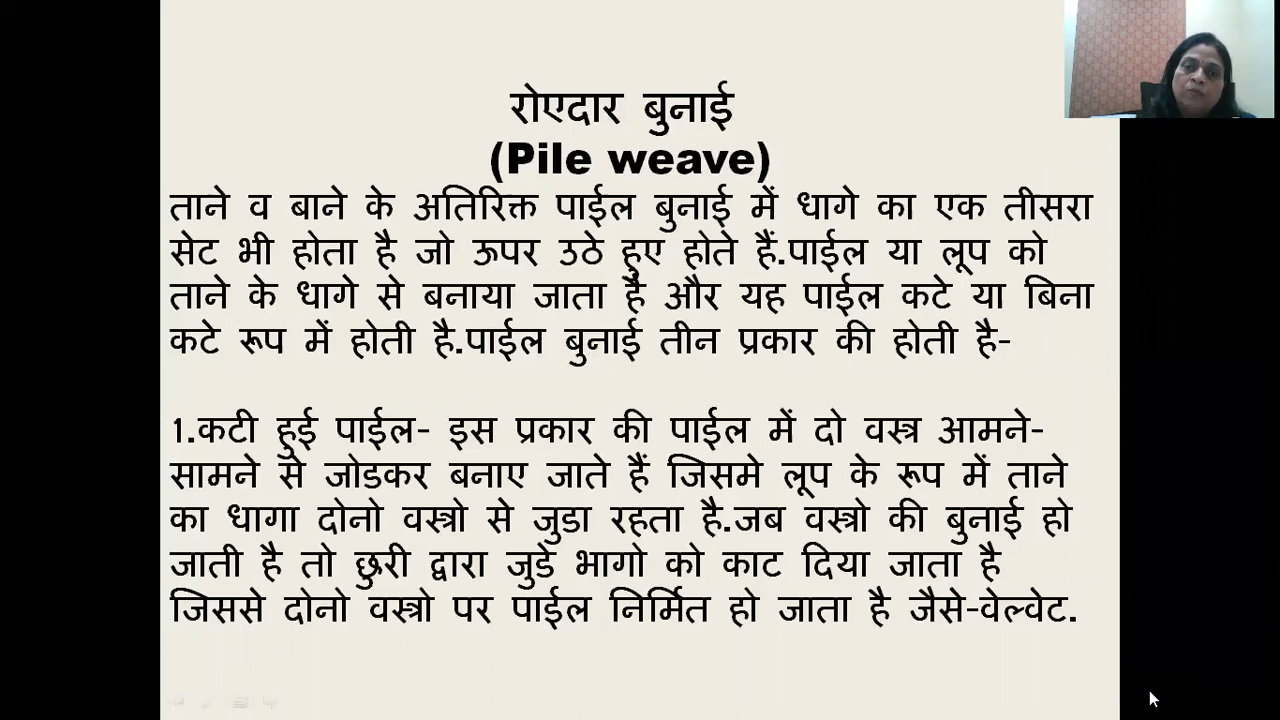 रोएदार बुनाई
(Pile weave)
ताने व बाने के अतिरिक्त पाईल बुनाई में धागे का एक तीसरा
सेट भी होता है जो ऊपर उठे हुए होते हैं.पाईल या लूप को
ताने के धागे से बनाया जाता है और यह पाईल कटे या बिना
कटे रूप में होती है.पाईल बुनाई तीन प्रकार की होती है-
1.कटी हुई पाईल- इस प्रकार की पाईल में दो वस्त्र आमने-
सामने से जोडकर बनाए जाते हैं जिसमे लूप के रूप में ताने
का धागा दोनो वस्त्रो से जुडा रहता है.जब वस्त्रो की बुनाई हो
जाती है तो छुरी द्वारा जुडे भागो को काट दिया जाता है
जिससे दोनो वस्त्रो पर पाईल निर्मित हो जाता है जैसे-वेल्वेट.